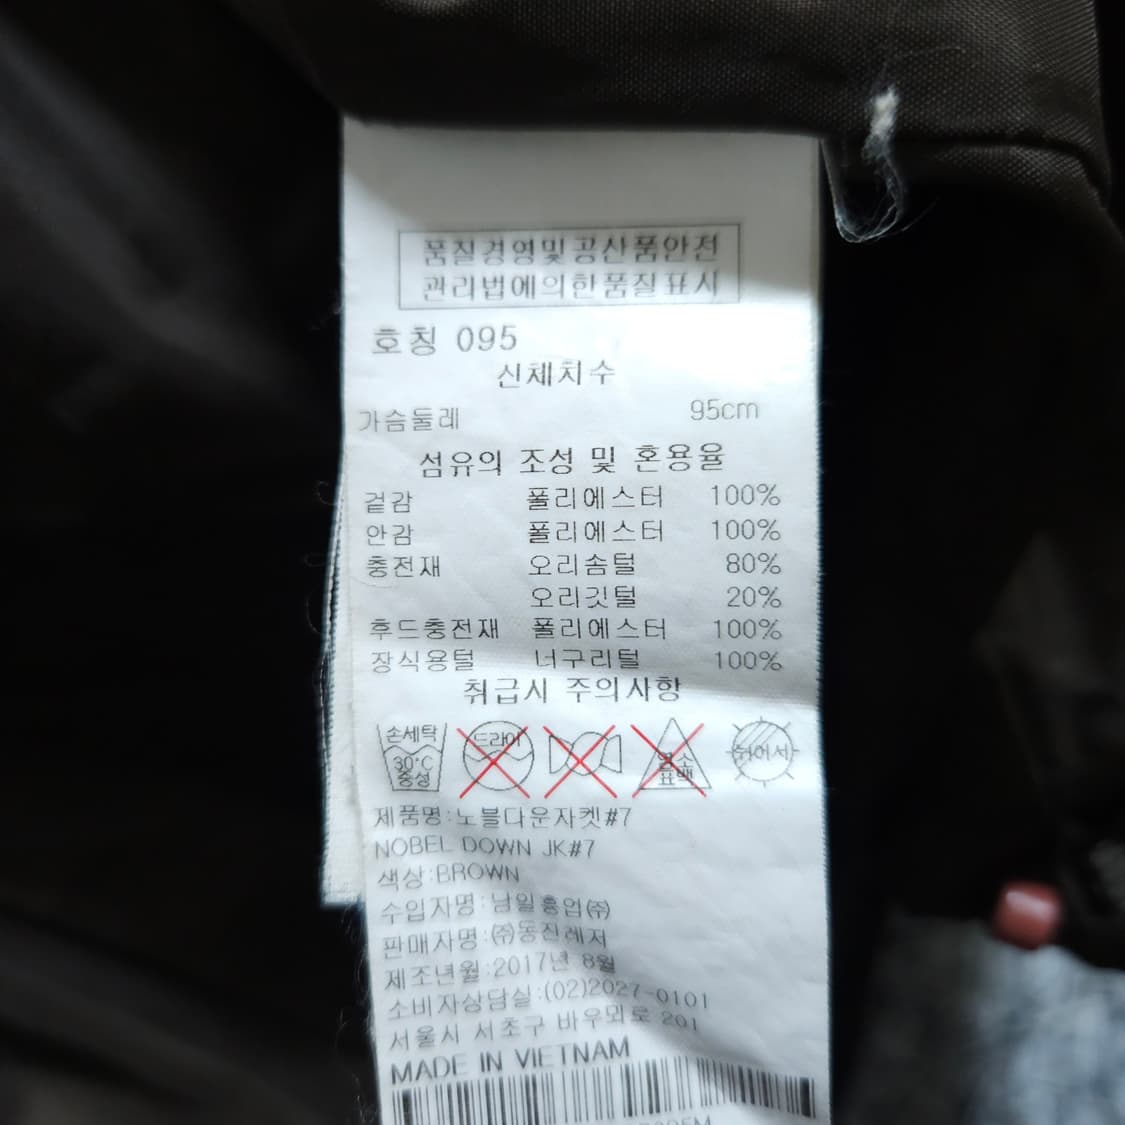 품질경영및공산품안전
관리법에의한품질표시
호칭 095
신체치수
가슴둘레 95cm
섬유의 조성 및 혼용율
겉감 폴리에스터 100%
안감 폴리에스터 100%
충전재 오리솜털 80%
오리깃털 20%
후드충전재 폴리에스터 100%
장식용털 너구리털 100%
취급시 주의사항
손세탁
30°C
중성
드라이
염소
표백
뉘어서
제품명:노블다운자켓#7
NOBEL DOWN JK#7
색상:BROWN
수입자명:남일흥업㈜
판매자명:㈜동진레저
제조년월:2017년 8월
소비자상담실:(02)2027-0101
서울시 서초구 바우뫼로 201
MADE IN VIETNAM